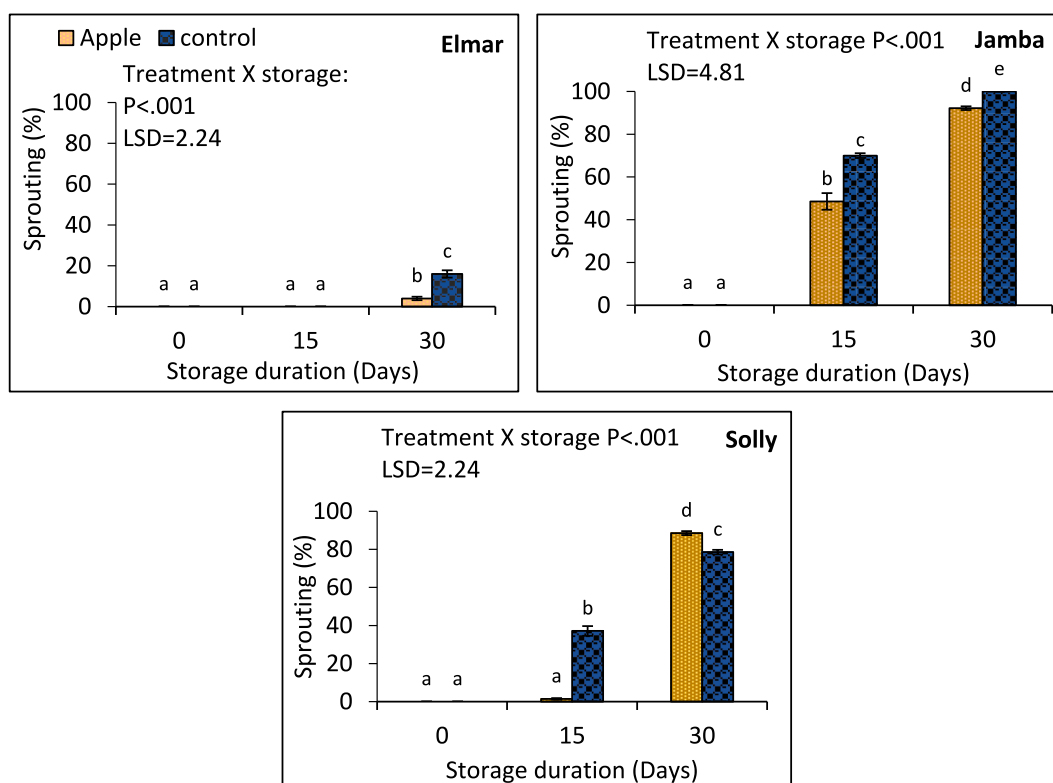 Apple control Elmar
Treatment X storage:
P<.001
LSD=2.24
Sprouting (%)
100
80
60
40
20
0
a a a a b c
0 15 30
Storage duration (Days)
Treatment X storage P<.001 Jamba
LSD=4.81
Sprouting (%)
100
80
60
40
20
0
a a b c d e
0 15 30
Storage duration (Days)
Treatment X storage P<.001 Solly
LSD=2.24
Sprouting (%)
100
80
60
40
20
0
a a a b d c
0 15 30
Storage duration (Days)